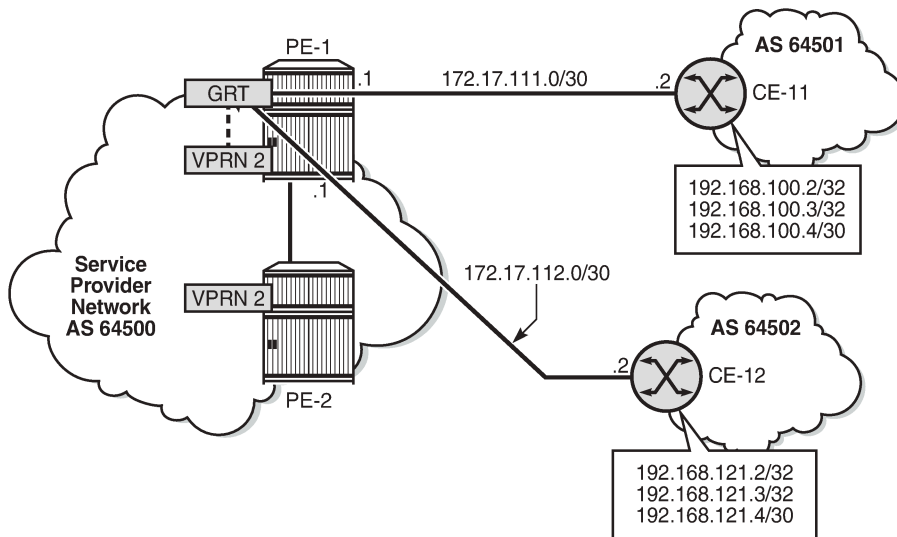 PE-1
GRT
VPRN 2
.1
172.17.111.0/30
.2
AS 64501
CE-11
192.168.100.2/32
192.168.100.3/32
192.168.100.4/30
.1
172.17.112.0/30
Service
Provider
Network
AS 64500
VPRN 2
PE-2
.2
AS 64502
CE-12
192.168.121.2/32
192.168.121.3/32
192.168.121.4/30